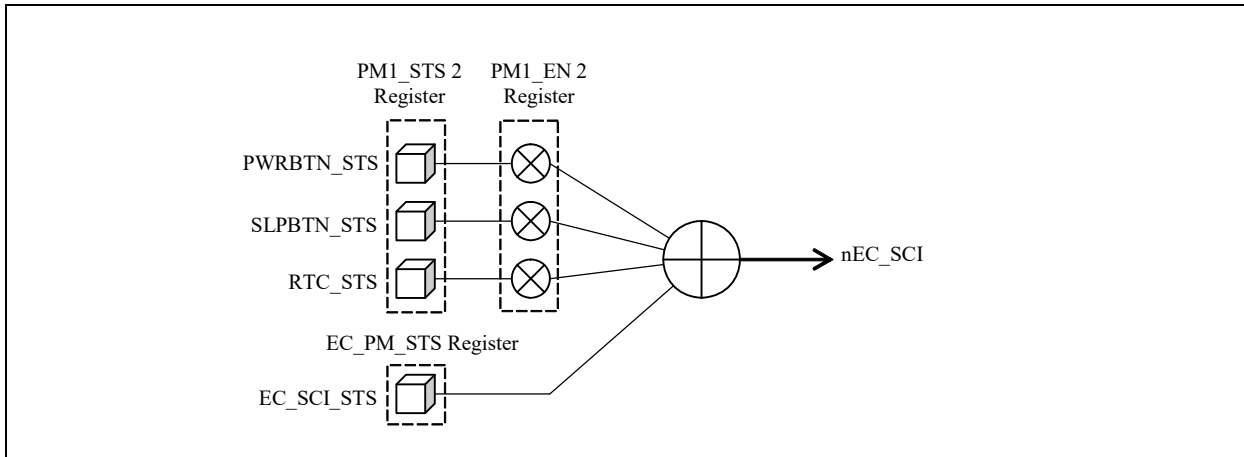 PM1_STS 2
Register
PM1_EN 2
Register
PWRBTN_STS
SLPBTN_STS
RTC_STS
nEC_SCI
EC_PM_STS Register
EC_SCI_STS